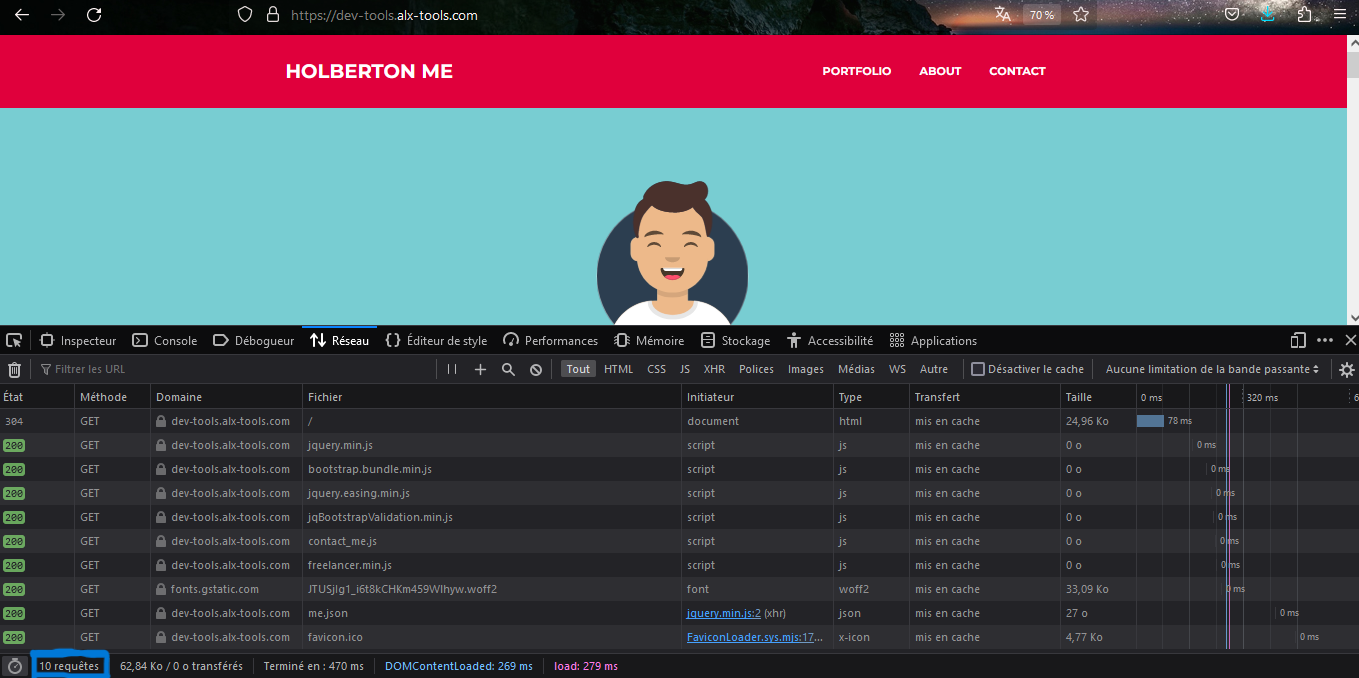 https://dev-tools.alx-tools.com 70 %
HOLBERTON ME PORTFOLIO ABOUT CONTACT
Inspecteur Console Débogueur Réseau Éditeur de style Performances Mémoire Stockage Accessibilité Applications
Filtrer les URL Tout HTML CSS JS XHR Polices Images Médias WS Autre Désactiver le cache Aucune limitation de la bande passante
État Méthode Domaine Fichier Initiateur Type Transfert Taille 0 ms 320 ms 6
304 GET dev-tools.alx-tools.com / document html mis en cache 24,96 Ko 78 ms
200 GET dev-tools.alx-tools.com jquery.min.js script js mis en cache 0 o 0 ms
200 GET dev-tools.alx-tools.com bootstrap.bundle.min.js script js mis en cache 0 o 0 ms
200 GET dev-tools.alx-tools.com jquery.easing.min.js script js mis en cache 0 o 0 ms
200 GET dev-tools.alx-tools.com jqBootstrapValidation.min.js script js mis en cache 0 o 0 ms
200 GET dev-tools.alx-tools.com contact_me.js script js mis en cache 0 o 0 ms
200 GET dev-tools.alx-tools.com freelancer.min.js script js mis en cache 0 o 0 ms
200 GET fonts.gstatic.com JTUSjIg1_i6t8kCHKm459Wlhyw.woff2 font woff2 mis en cache 33,09 Ko 0 ms
200 GET dev-tools.alx-tools.com me.json jquery.min.js:2 (xhr) json mis en cache 27 o 0 ms
200 GET dev-tools.alx-tools.com favicon.ico FaviconLoader.sys.mjs:17… x-icon mis en cache 4,77 Ko 0 ms
10 requêtes 62,84 Ko / 0 o transférés Terminé en : 470 ms DOMContentLoaded: 269 ms load: 279 ms